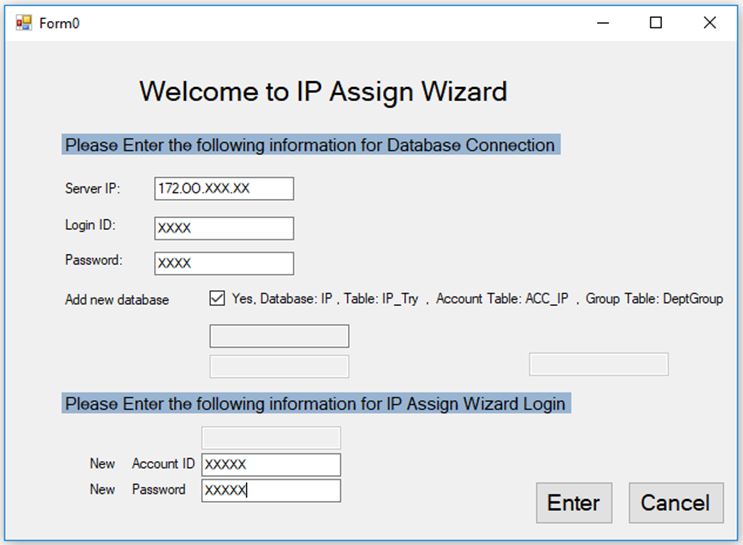 Form0
Welcome to IP Assign Wizard
Please Enter the following information for Database Connection
Server IP: 172.OO.XXX.XX
Login ID: XXXX
Password: XXXX
Add new database Yes, Database: IP , Table: IP_Try , Account Table: ACC_IP , Group Table: DeptGroup
Please Enter the following information for IP Assign Wizard Login
New Account ID XXXXX
New Password XXXXX
Enter Cancel